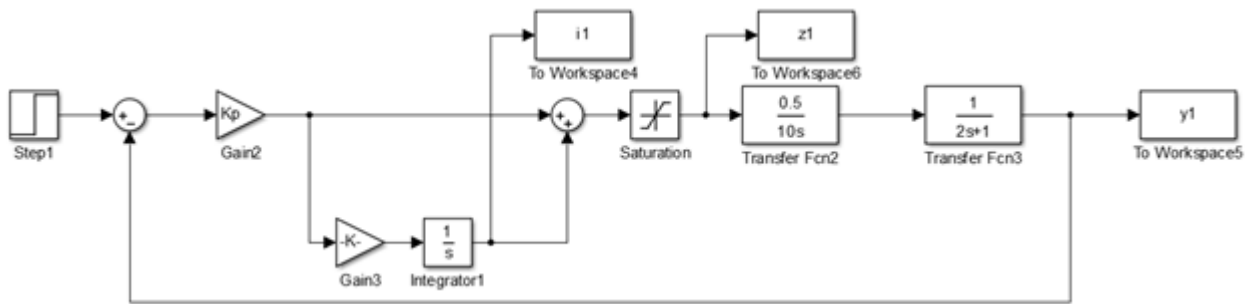 i1
To Workspace4
z1
To Workspace6
Step1
+
−
Kp
Gain2
+
+
Saturation
0.5
10s
Transfer Fcn2
1
2s+1
Transfer Fcn3
y1
To Workspace5
-K-
Gain3
1
s
Integrator1